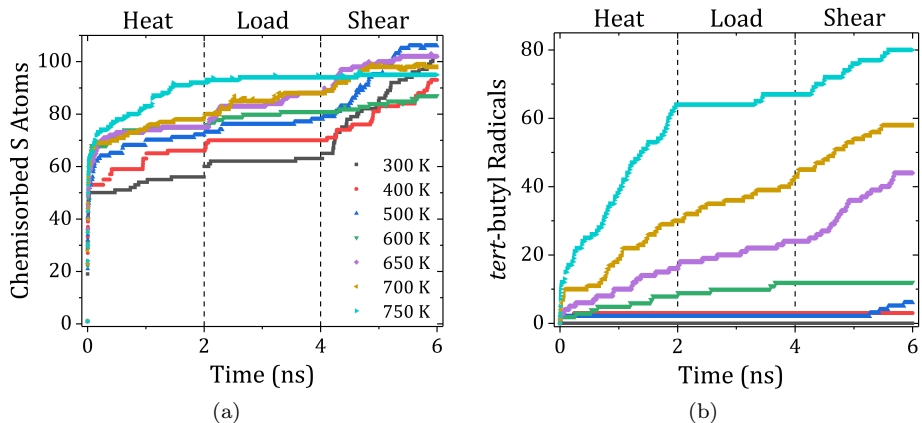 Heat Load Shear
Chemisorbed S Atoms
100
80
60
40
20
0
300 K
400 K
500 K
600 K
650 K
700 K
750 K
0 2 4 6
Time (ns)
(a)
Heat Load Shear
tert-butyl Radicals
80
60
40
20
0
0 2 4 6
Time (ns)
(b)